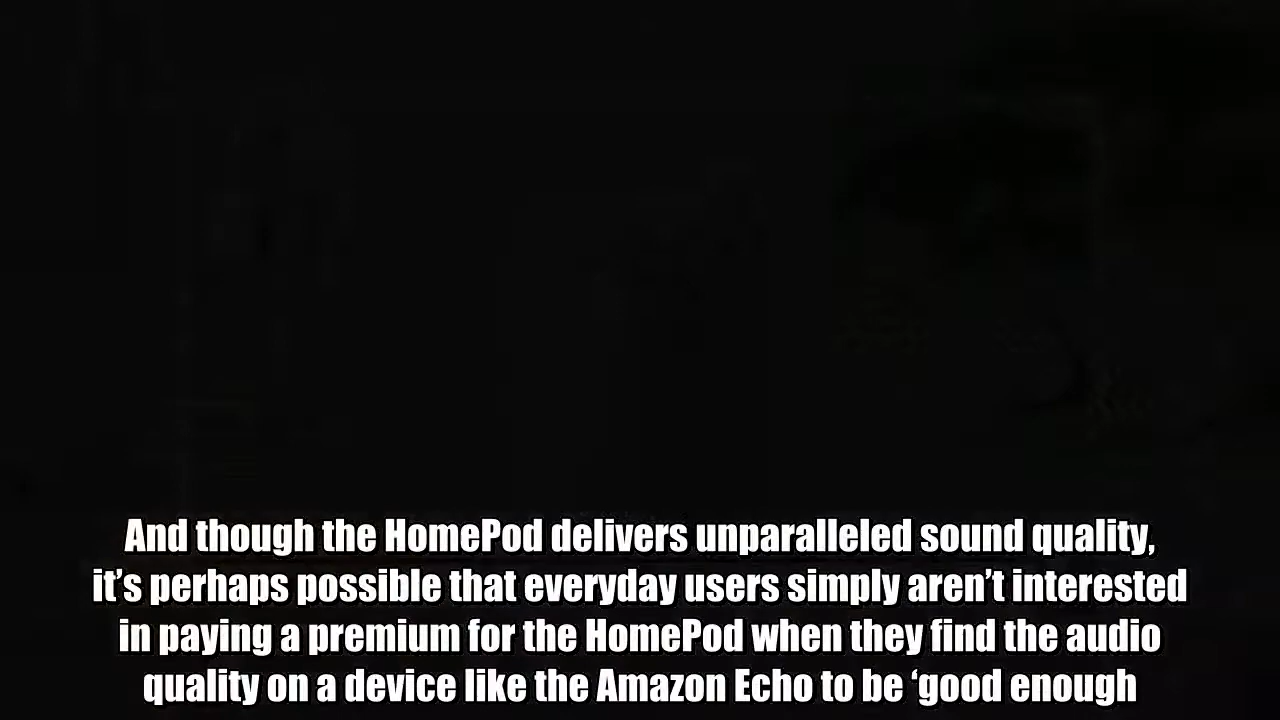 And though the HomePod delivers unparalleled sound quality,
it’s perhaps possible that everyday users simply aren’t interested
in paying a premium for the HomePod when they find the audio
quality on a device like the Amazon Echo to be ‘good enough